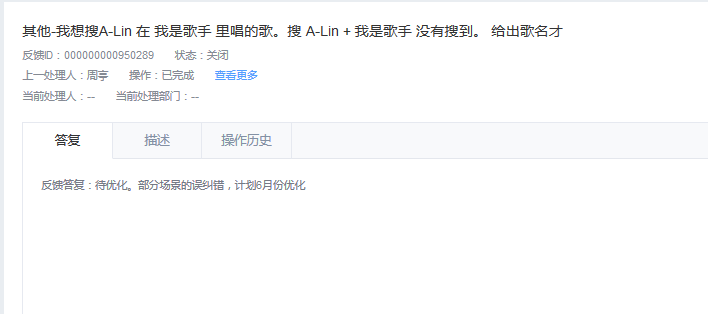 其他-我想搜A-Lin 在 我是歌手 里唱的歌。搜 A-Lin + 我是歌手 没有搜到。 给出歌名才
反馈ID：000000000950289 状态：关闭
上一处理人：周亭 操作：已完成 查看更多
当前处理人：-- 当前处理部门：--
答复 描述 操作历史
反馈答复：待优化。部分场景的误纠错，计划6月份优化